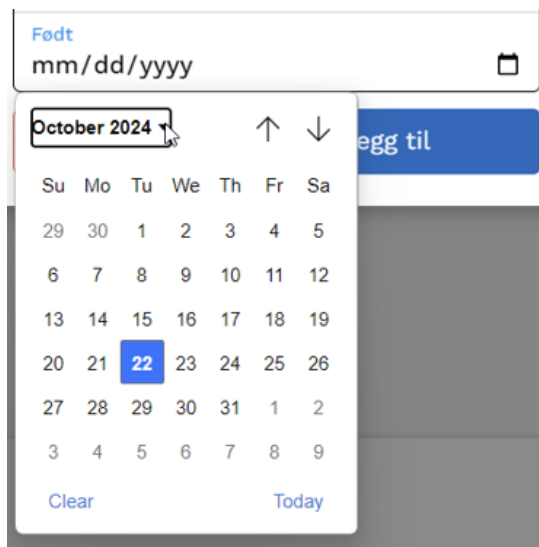 Født
mm/dd/yyyy
October 2024
egg til
Su Mo Tu We Th Fr Sa
29 30 1 2 3 4 5
6 7 8 9 10 11 12
13 14 15 16 17 18 19
20 21 22 23 24 25 26
27 28 29 30 31 1 2
3 4 5 6 7 8 9
Clear Today